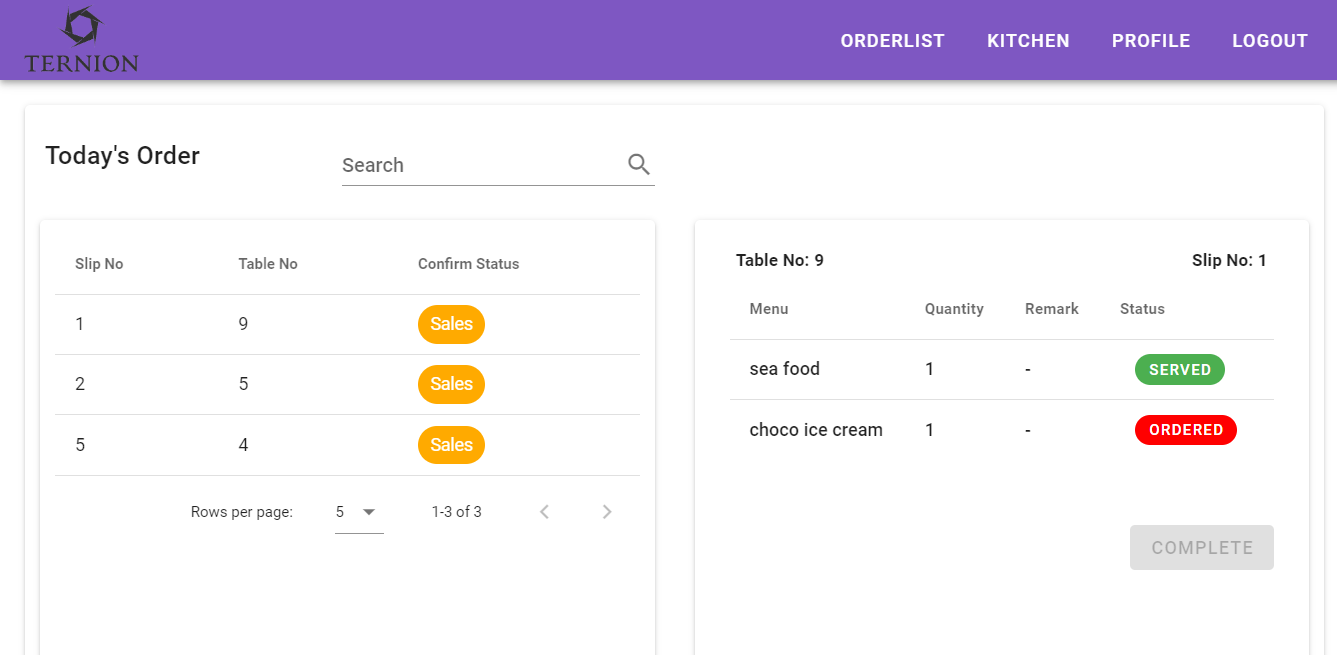 TERNION
ORDERLIST KITCHEN PROFILE LOGOUT
Today's Order
Search
Slip No Table No Confirm Status
1 9 Sales
2 5 Sales
5 4 Sales
Rows per page: 5 1-3 of 3
Table No: 9 Slip No: 1
Menu Quantity Remark Status
sea food 1 - SERVED
choco ice cream 1 - ORDERED
COMPLETE